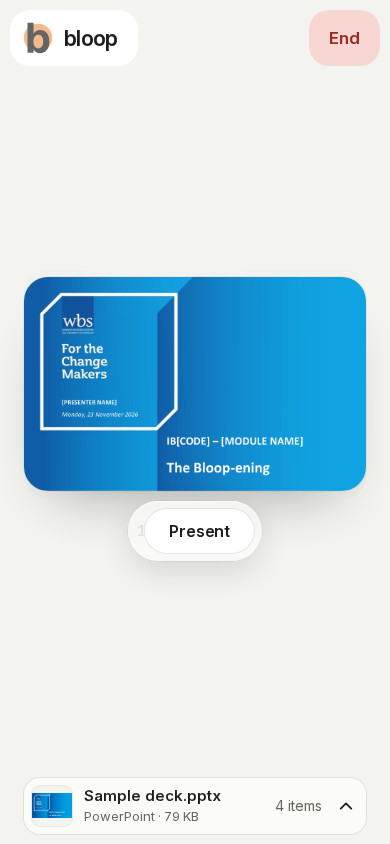 bloop
End
wbs
For the
Change
Makers
[PRESENTER NAME]
Monday, 23 November 2026
IB[CODE] – [MODULE NAME]
The Bloop-ening
1
Present
Sample deck.pptx
PowerPoint · 79 KB
4 items